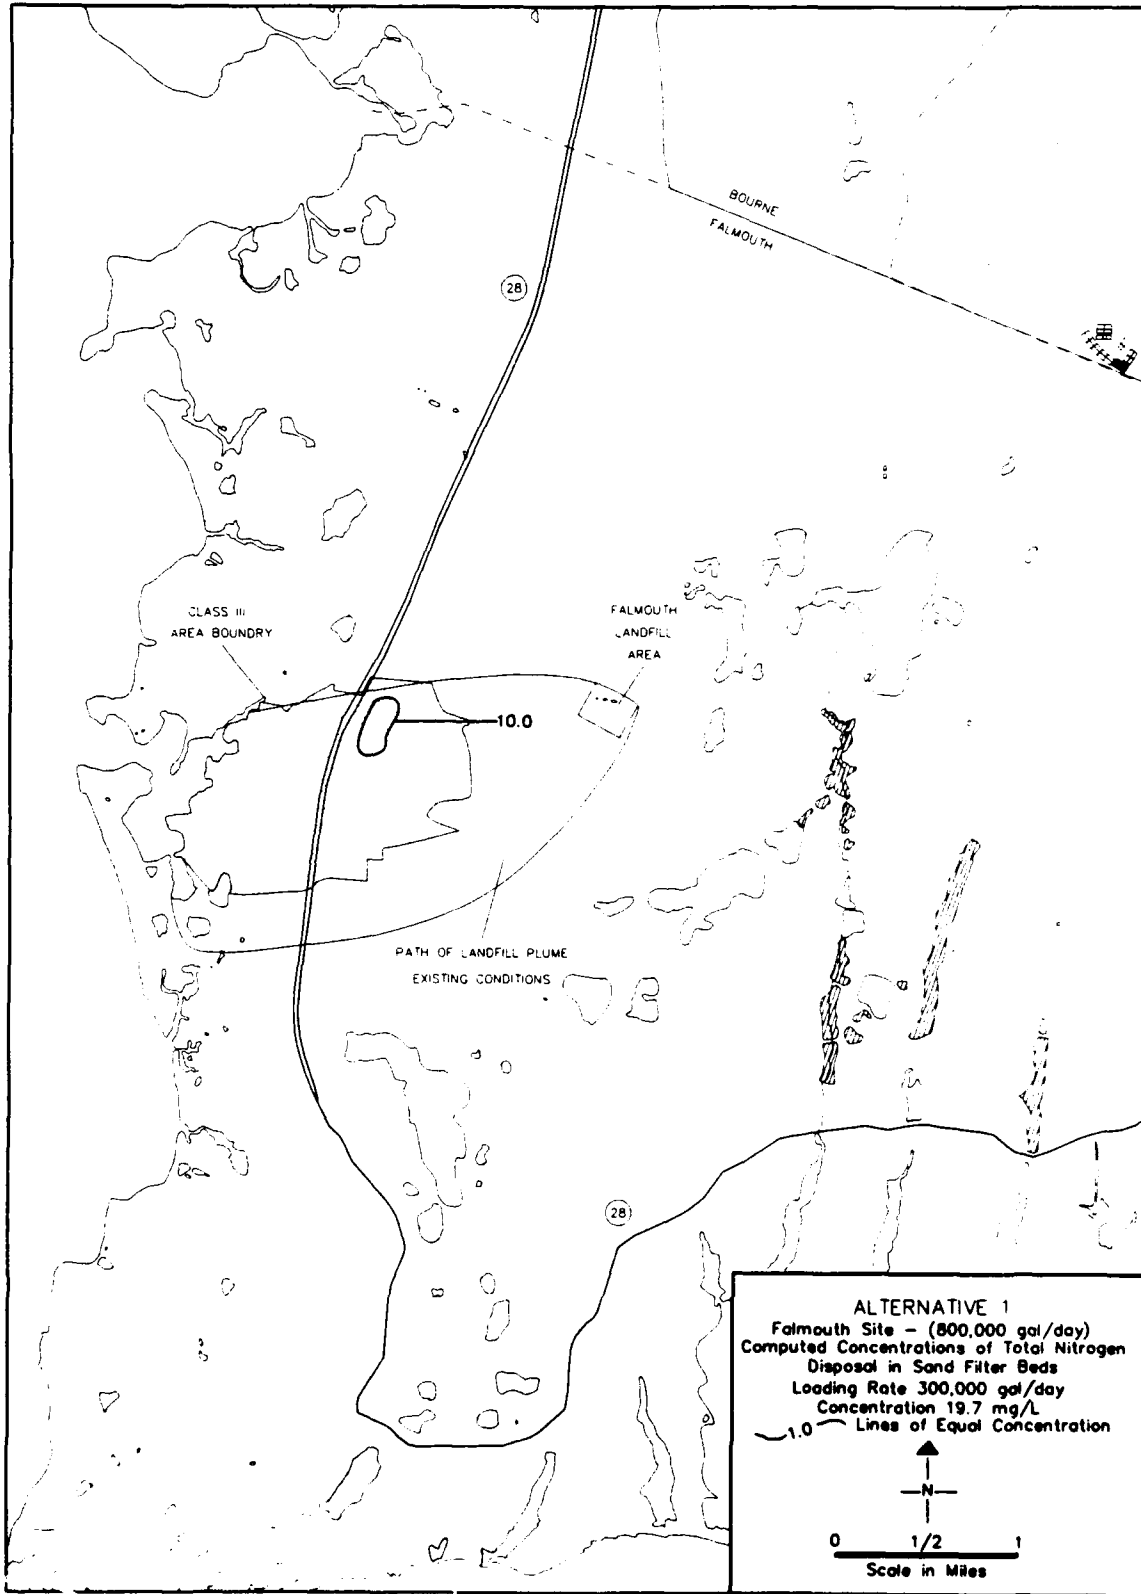 BOURNE
FALMOUTH
28
CLASS III
AREA BOUNDRY
FALMOUTH
LANDFILL
AREA
10.0
PATH OF LANDFILL PLUME
EXISTING CONDITIONS
28
ALTERNATIVE 1
Falmouth Site - (800,000 gal/day)
Computed Concentrations of Total Nitrogen
Disposal in Sand Filter Beds
Loading Rate 300,000 gal/day
Concentration 19.7 mg/L
1.0 Lines of Equal Concentration
N
0 1/2 1
Scale in Miles